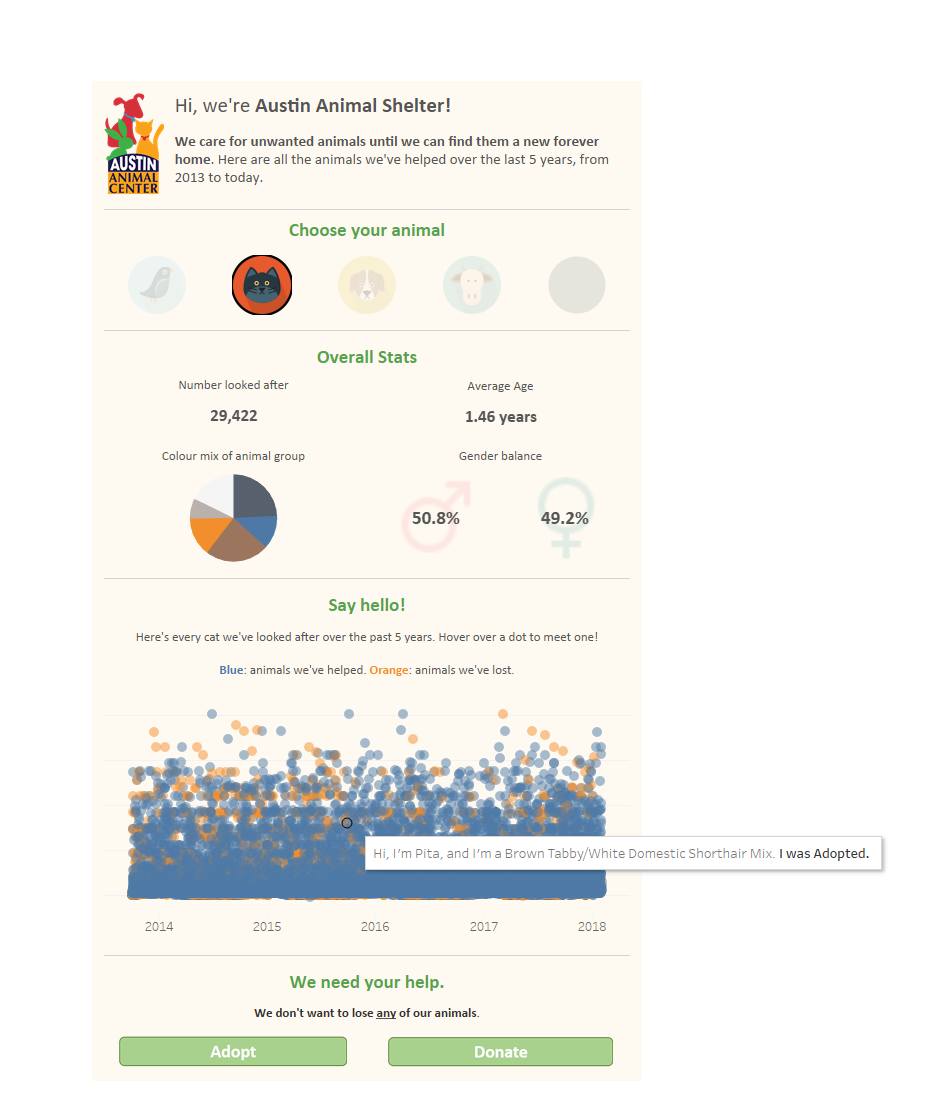 Hi, we're Austin Animal Shelter!
We care for unwanted animals until we can find them a new forever
home. Here are all the animals we've helped over the last 5 years, from
2013 to today.
AUSTIN
ANIMAL
CENTER
Choose your animal
Overall Stats
Number looked after
Average Age
29,422
1.46 years
Colour mix of animal group
Gender balance
50.8%
49.2%
Say hello!
Here's every cat we've looked after over the past 5 years. Hover over a dot to meet one!
Blue: animals we've helped. Orange: animals we've lost.
Hi, I'm Pita, and I'm a Brown Tabby/White Domestic Shorthair Mix. I was Adopted.
2014 2015 2016 2017 2018
We need your help.
We don't want to lose any of our animals.
Adopt
Donate